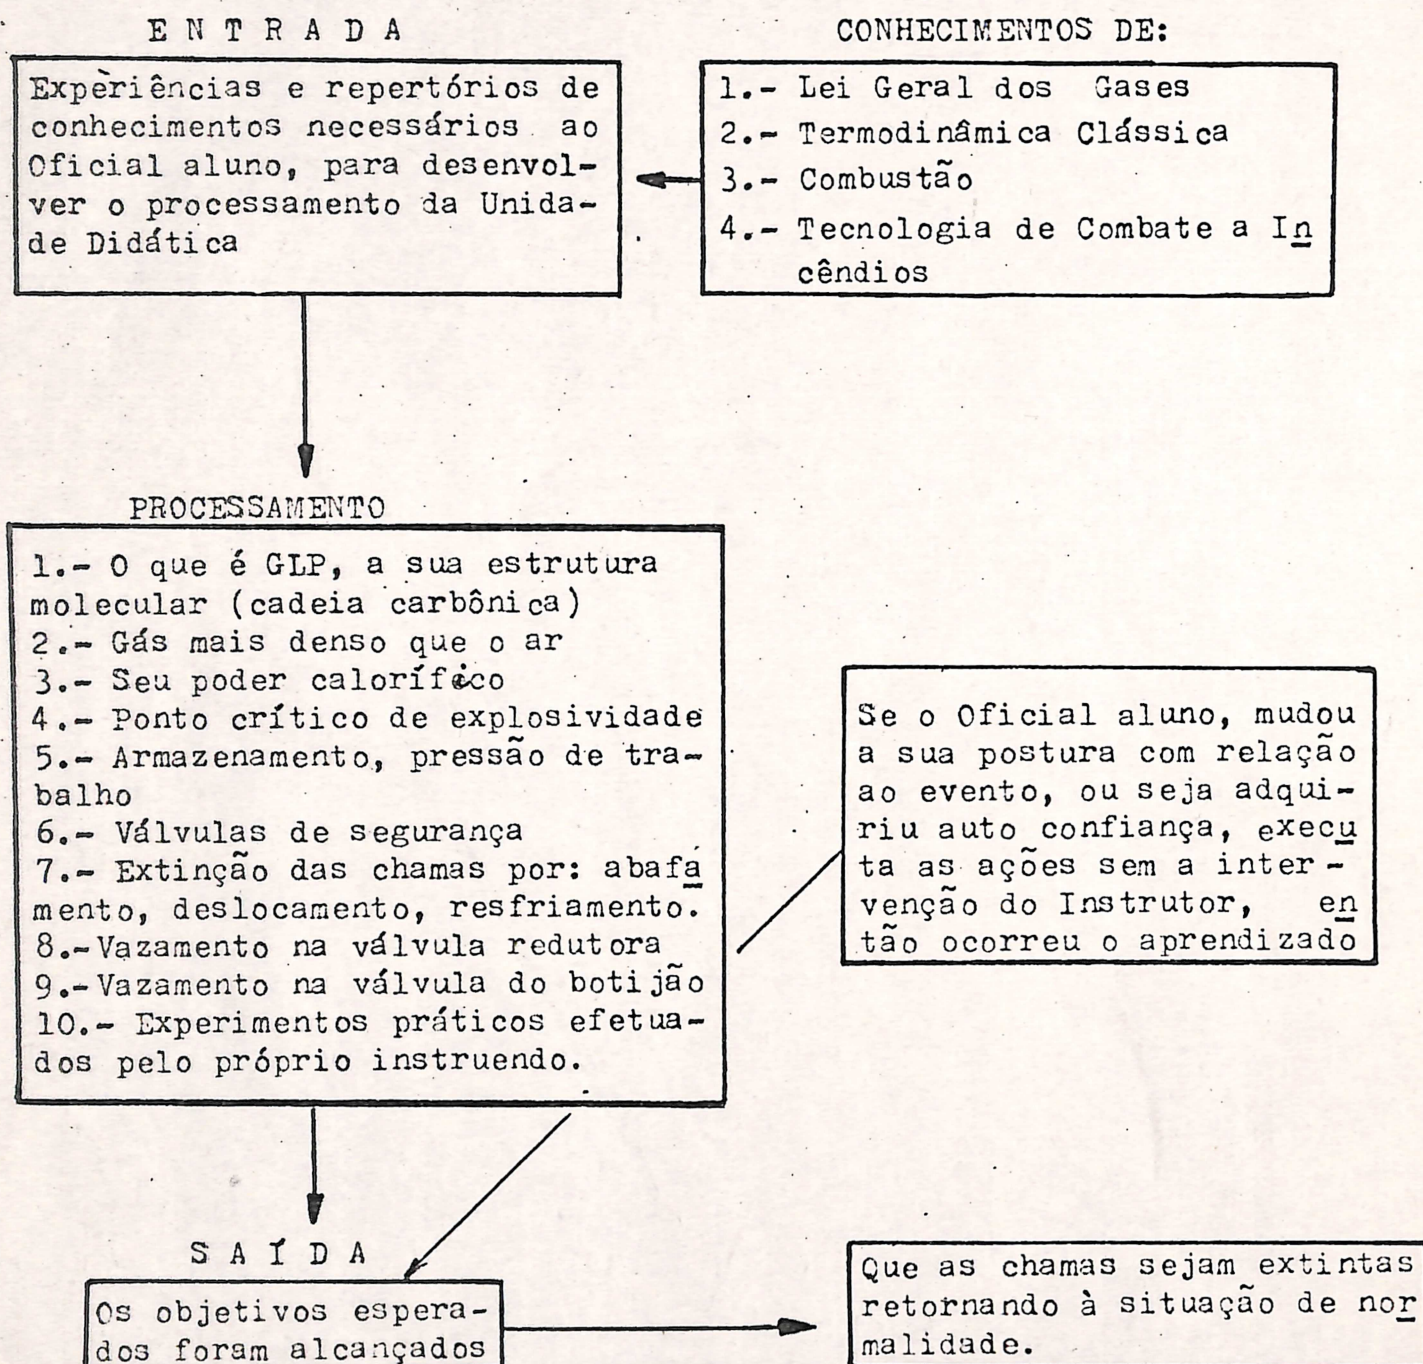 E N T R A D A
Expèriências e repertórios de
conhecimentos necessários ao
Oficial aluno, para desenvol-
ver o processamento da Unida-
de Didática
CONHECIMENTOS DE:
1.- Lei Geral dos Gases
2.- Termodinâmica Clássica
3.- Combustão
4.- Tecnologia de Combate a In
cêndios
PROCESSAMENTO
1.- O que é GLP, a sua estrutura
molecular (cadeia carbônica)
2.- Gás mais denso que o ar
3.- Seu poder calorífico
4.- Ponto crítico de explosividade
5.- Armazenamento, pressão de tra-
balho
6.- Válvulas de segurança
7.- Extinção das chamas por: abafa
mento, deslocamento, resfriamento.
8.-Vazamento na válvula redutora
9.-Vazamento na válvula do botijão
10.- Experimentos práticos efetua-
dos pelo próprio instruendo.
Se o Oficial aluno, mudou
a sua postura com relação
ao evento, ou seja adqui-
riu auto confiança, execu
ta as ações sem a inter -
venção do Instrutor, en
tão ocorreu o aprendizado
S A Í D A
Os objetivos espera-
dos foram alcançados
Que as chamas sejam extintas
retornando à situação de nor
malidade.